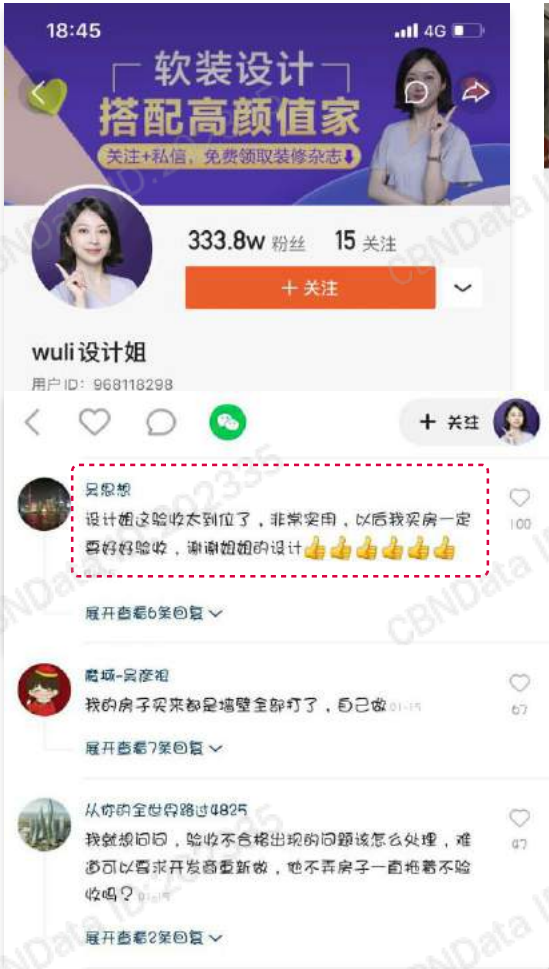 18:45
4G
软装设计
搭配高颜值家
关注+私信，免费领取装修杂志
333.8w 粉丝 15 关注
＋关注
wuli设计姐
用户ID：968118298
＋ 关注
吴思想
设计姐这验收太到位了，非常实用，以后我买房一定
要好好验收，谢谢姐姐的设计👍👍👍👍👍👍
100
展开查看6条回复
魔城-吴彦祖
我的房子买来都是墙壁全部打了，自己做 01-15
67
展开查看7条回复
从你的全世界路过4825
我就想问问，验收不合格出现的问题该怎么处理，难
道可以要求开发商重新做，他不弄房子一直拖着不验
收吗？ 01-15
47
展开查看2条回复